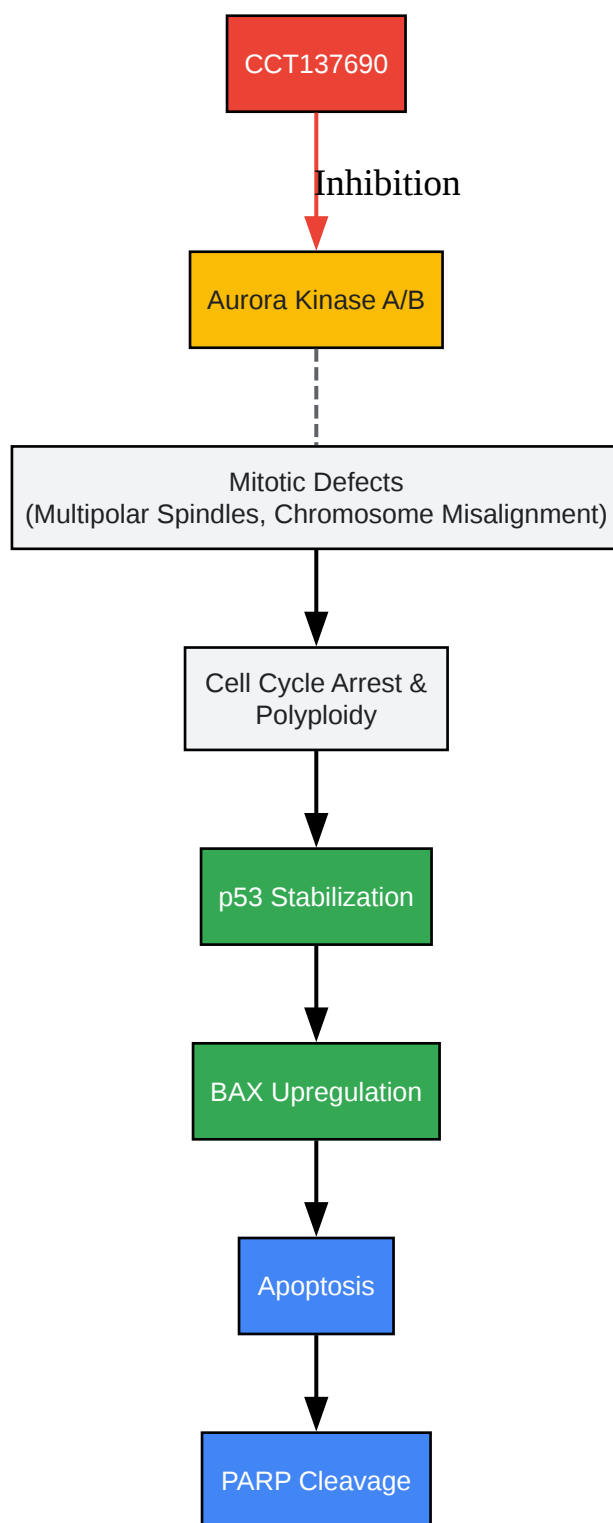 CCT137690
Inhibition
Aurora Kinase A/B
Mitotic Defects
(Multipolar Spindles, Chromosome Misalignment)
Cell Cycle Arrest &
Polyploidy
p53 Stabilization
BAX Upregulation
Apoptosis
PARP Cleavage